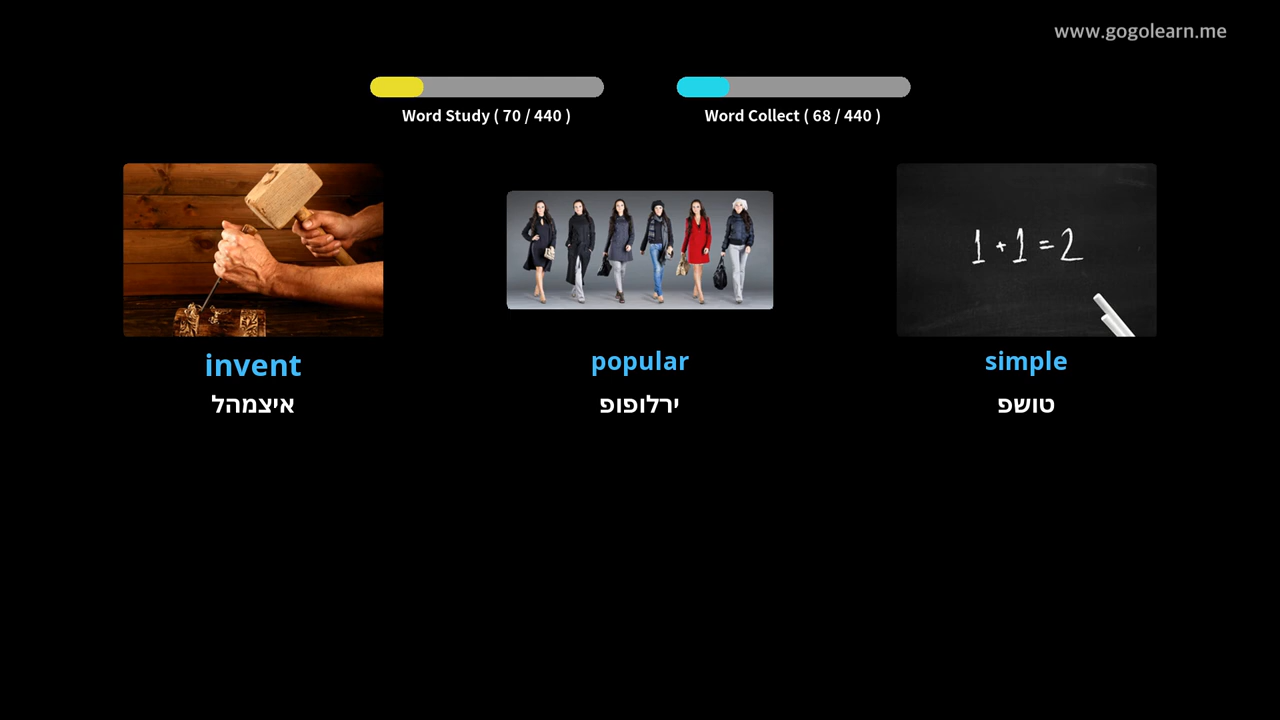 www.gogolearn.me
Word Study ( 70 / 440 )
Word Collect ( 68 / 440 )
invent
איצמהל
popular
ירלופופ
simple
טושפ
1 + 1 = 2